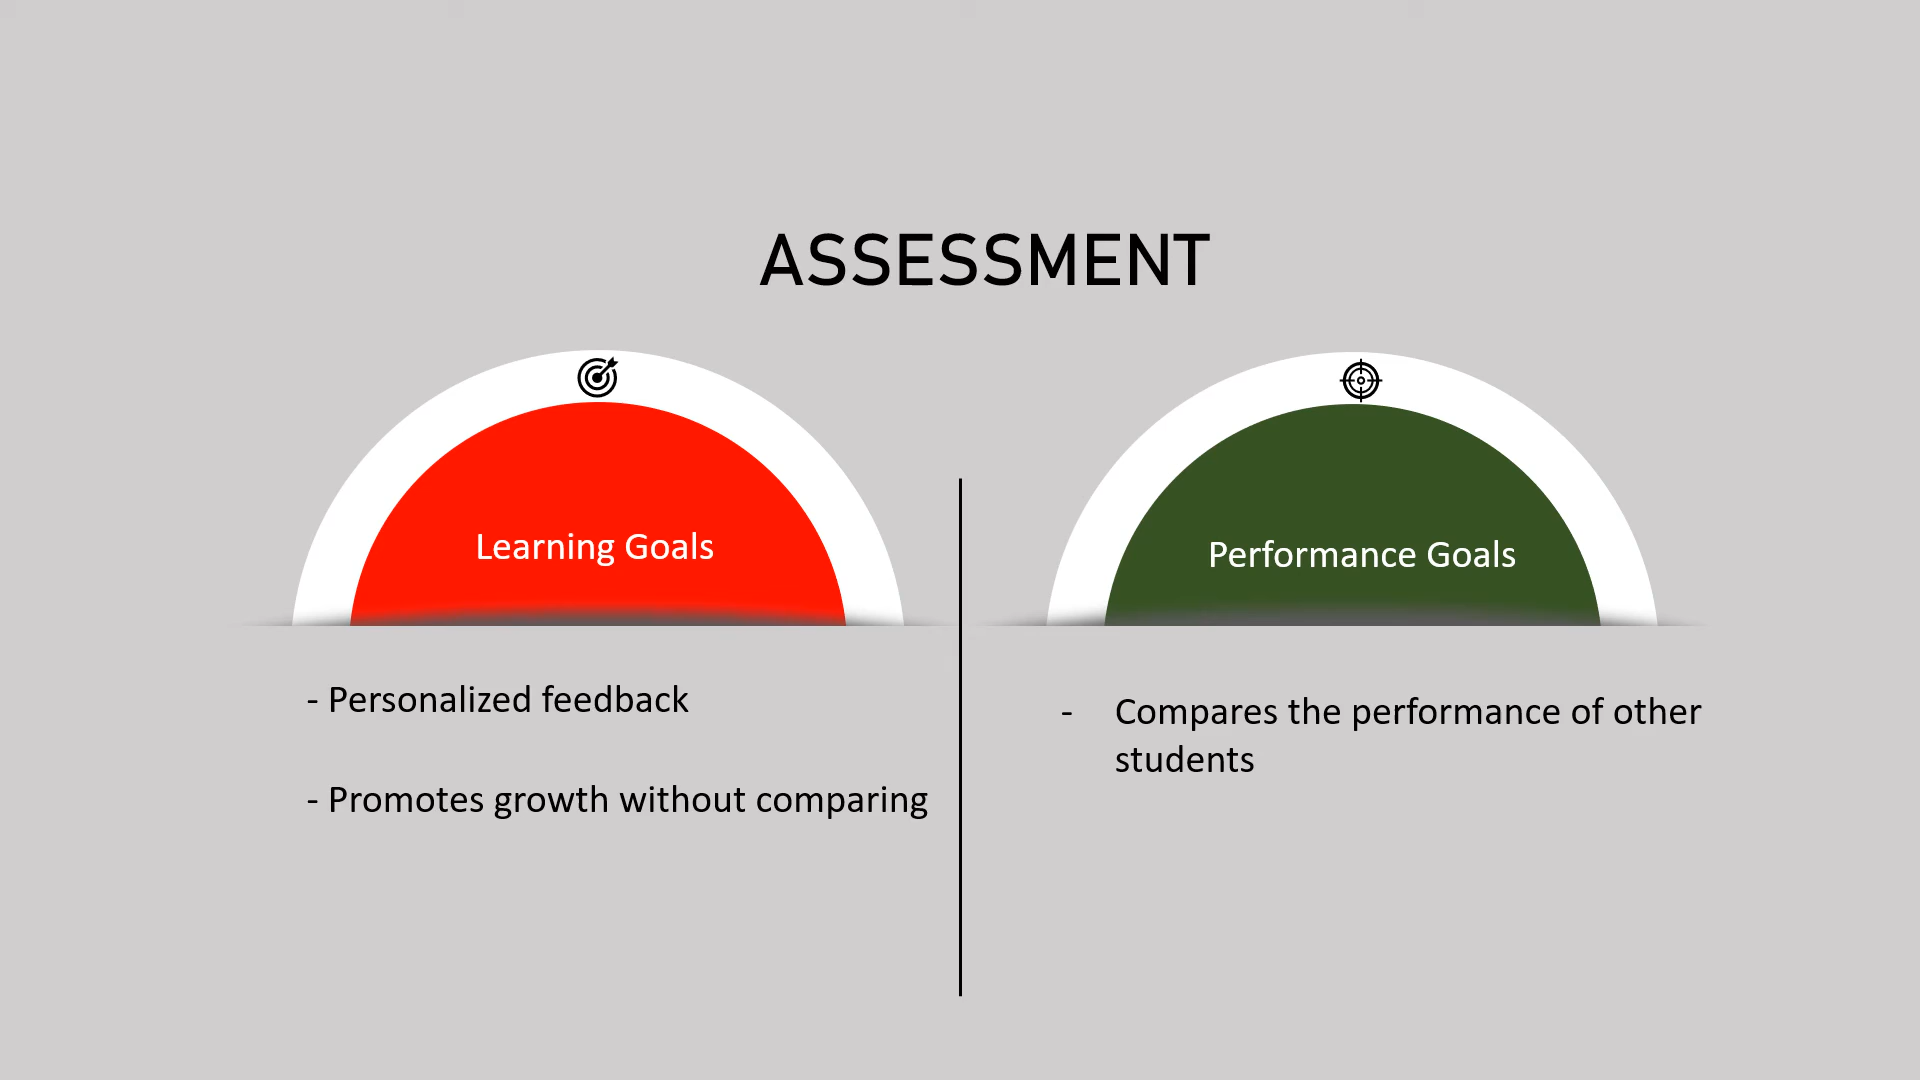 ASSESSMENT
Learning Goals
- Personalized feedback
- Promotes growth without comparing
Performance Goals
- Compares the performance of other
students